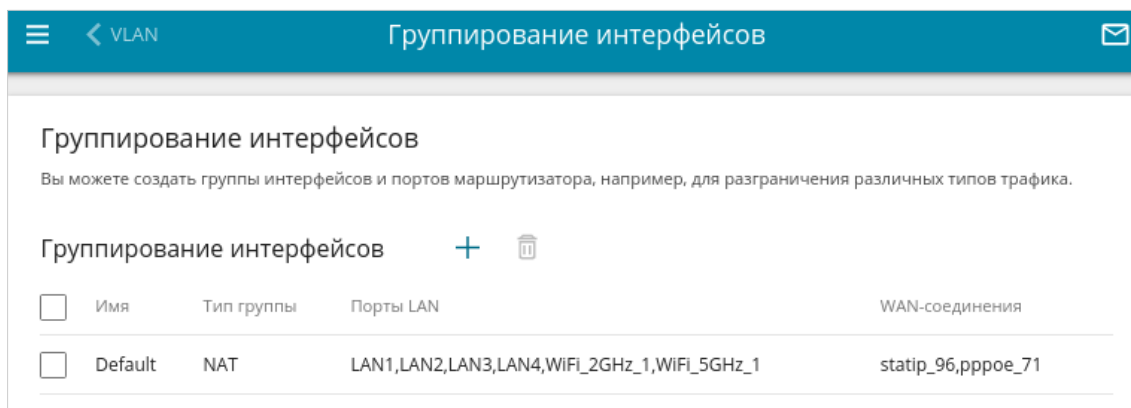 VLAN Группирование интерфейсов
Группирование интерфейсов
Вы можете создать группы интерфейсов и портов маршрутизатора, например, для разграничения различных типов трафика.
Группирование интерфейсов
Имя Тип группы Порты LAN WAN-соединения
Default NAT LAN1,LAN2,LAN3,LAN4,WiFi_2GHz_1,WiFi_5GHz_1 statip_96,pppoe_71